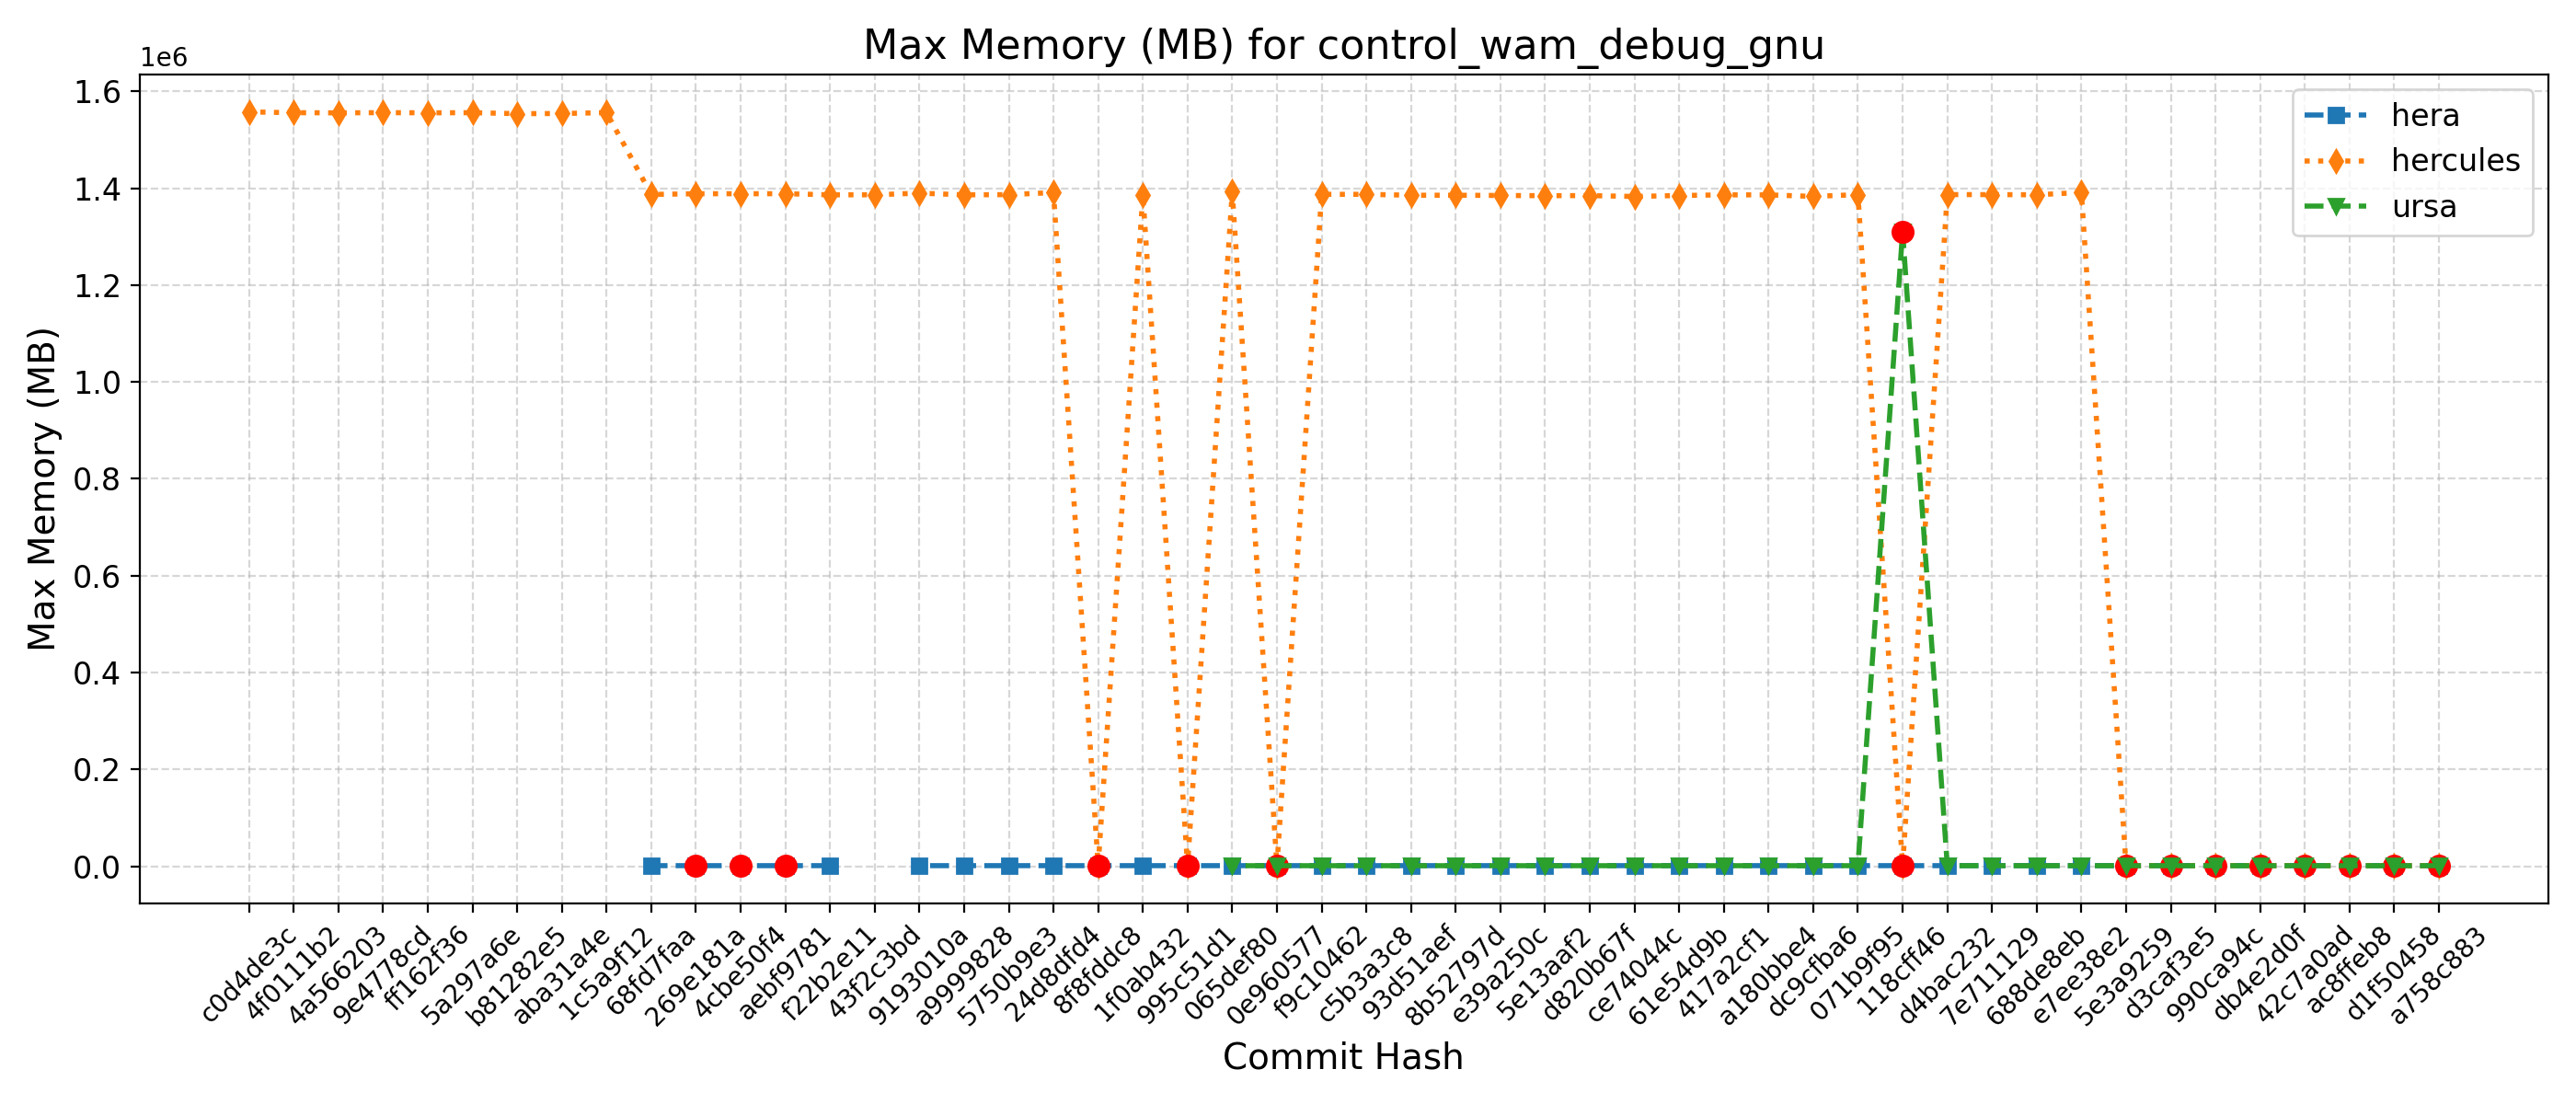 Max Memory (MB) for control_wam_debug_gnu
1e6
1.6
1.4
1.2
1.0
0.8
0.6
0.4
0.2
0.0
Max Memory (MB)
hera
hercules
ursa
c0d4de3c
4f0111b2
4a566203
9e4778cd
ff162f36
5a297a6e
b81282e5
aba31a4e
1c5a9f12
68fd7faa
269e181a
4cbe50f4
aebf9781
f22b2e11
43f2c3bd
9193010a
a9999828
5750b9e3
24d8dfd4
8f8fddc8
1f0ab432
995c51d1
065def80
0e960577
f9c10462
c5b3a3c8
93d51aef
8b52797d
e39a250c
5e13aaf2
d820b67f
ce74044c
61e54d9b
417a2cf1
a180bbe4
dc9cfba6
071b9f95
118cff46
d4bac232
7e711129
688de8eb
e7ee38e2
5e3a9259
d3caf3e5
990ca94c
db4e2d0f
42c7a0ad
ac8ffeb8
d1f50458
a758c883
Commit Hash